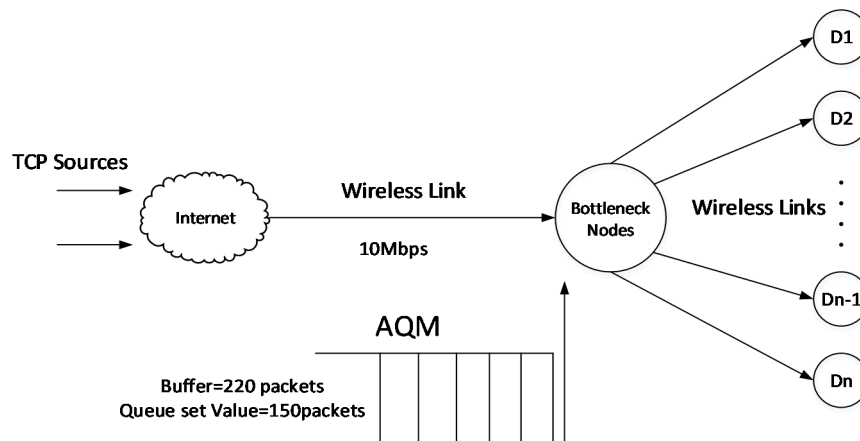 D1
D2
TCP Sources
Internet
Wireless Link
10Mbps
Bottleneck
Nodes
Wireless Links
Dn-1
Dn
AQM
Buffer=220 packets
Queue set Value=150packets